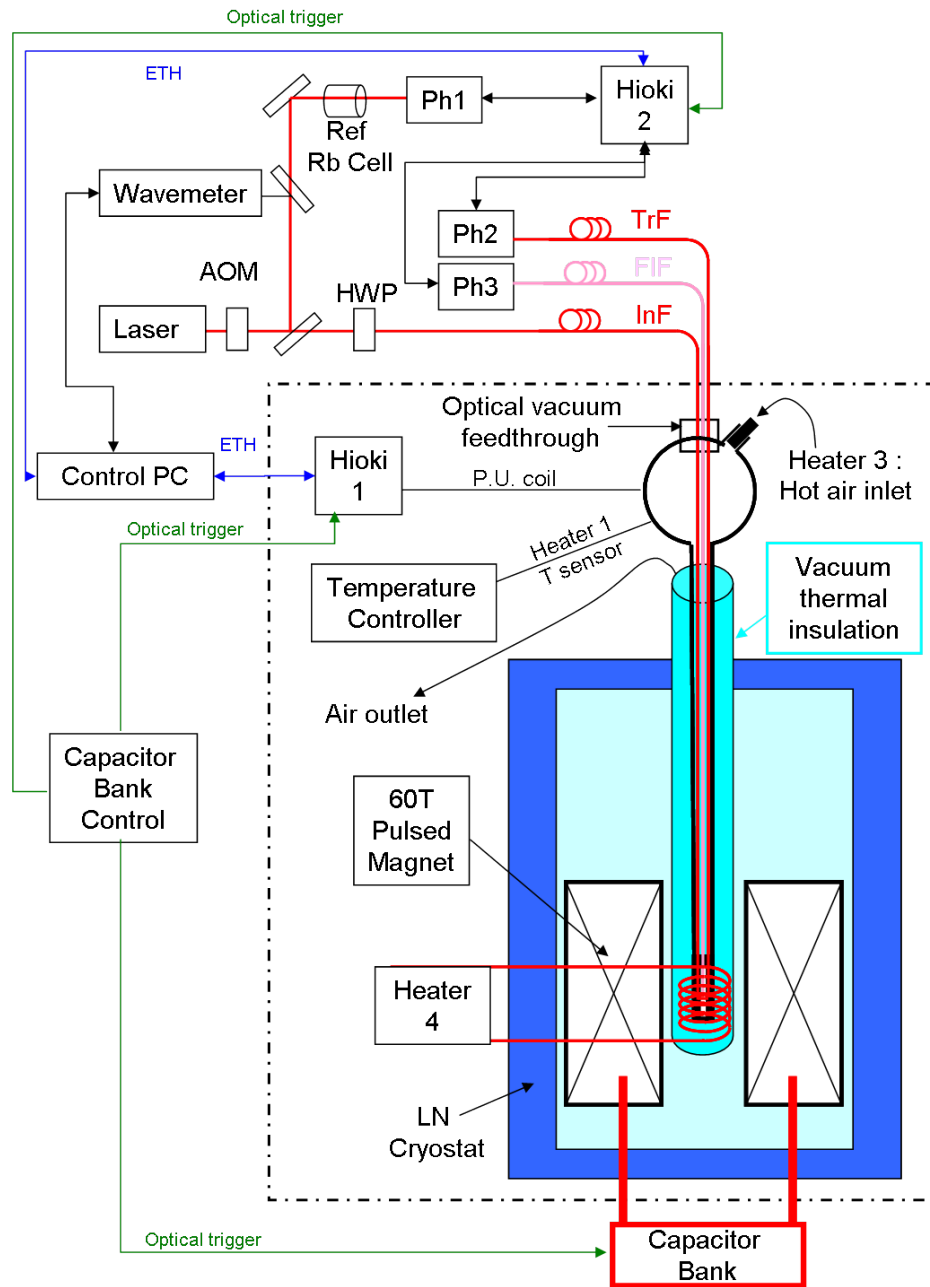 Optical trigger
ETH
Hioki
2
Ph1
Ref
Rb Cell
Wavemeter
Ph2
TrF
Ph3
FlF
AOM
HWP
Laser
InF
Optical vacuum
feedthrough
Heater 3 :
Hot air inlet
ETH
Control PC
Hioki
1
P.U. coil
Optical trigger
Heater 1
T sensor
Temperature
Controller
Vacuum
thermal
insulation
Air outlet
Capacitor
Bank
Control
60T
Pulsed
Magnet
Heater
4
LN
Cryostat
Optical trigger
Capacitor
Bank